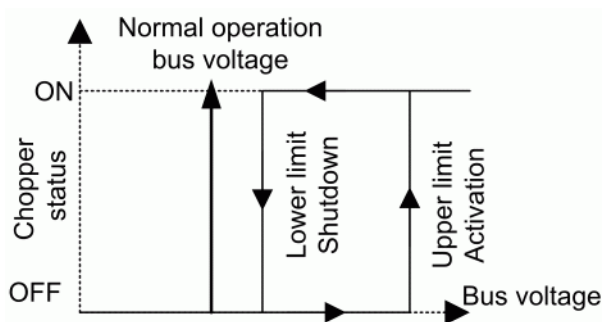 Normal operation
bus voltage
ON
Chopper
status
Lower limit
Shutdown
Upper limit
Activation
OFF
Bus voltage